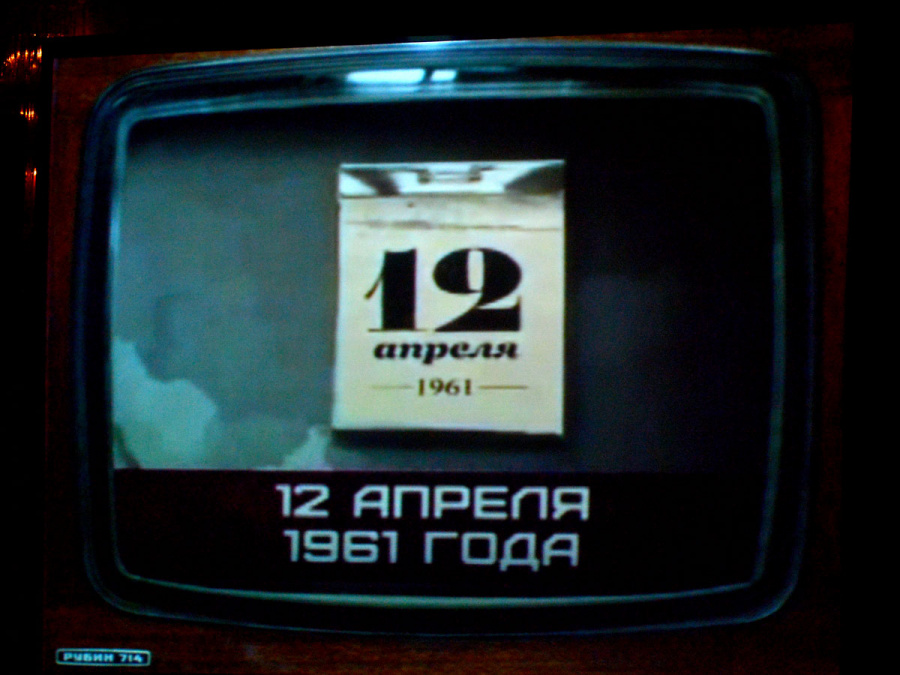 12
апреля
1961
12 АПРЕЛЯ
1961 ГОДА
РУБИН 714